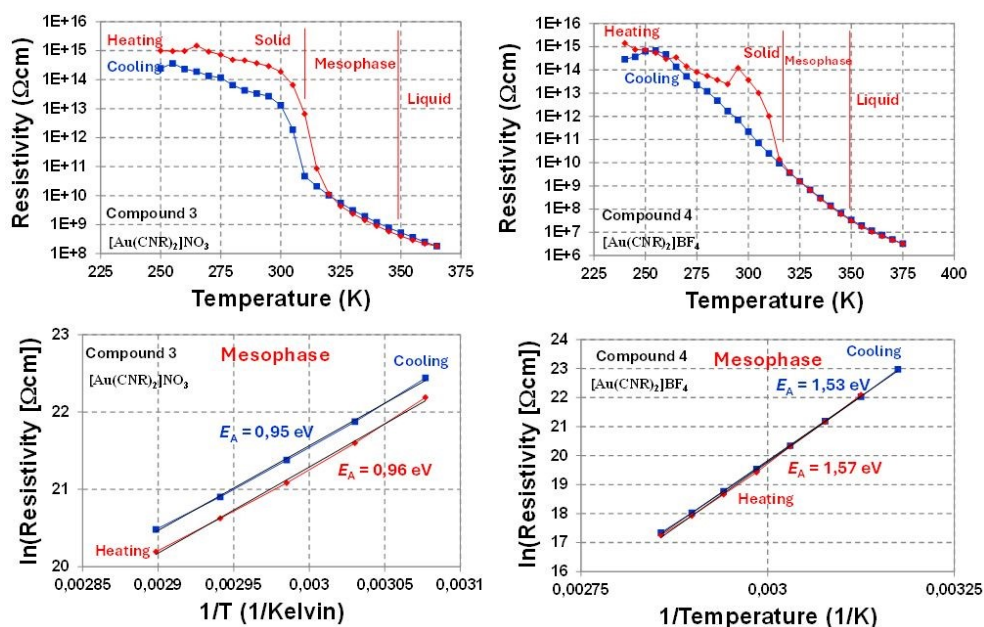 1E+16
1E+15
1E+14
1E+13
1E+12
1E+11
1E+10
1E+9
1E+8
Resistivity (Ωcm)
Heating
Cooling
Solid
Mesophase
Liquid
Compound 3
[Au(CNR)₂]NO₃
225 250 275 300 325 350 375
Temperature (K)
1E+16
1E+15
1E+14
1E+13
1E+12
1E+11
1E+10
1E+9
1E+8
1E+7
1E+6
Resistivity (Ωcm)
Heating
Cooling
Solid
Mesophase
Liquid
Compound 4
[Au(CNR)₂]BF₄
225 250 275 300 325 350 375 400
Temperature (K)
23
22
21
20
ln(Resistivity [Ωcm])
Compound 3
[Au(CNR)₂]NO₃
Mesophase
Cooling
E_A = 0,95 eV
E_A = 0,96 eV
Heating
0,00285 0,0029 0,00295 0,003 0,00305 0,0031
1/T (1/Kelvin)
24
23
22
21
20
19
18
17
16
ln(Resistivity [Ωcm])
Compound 4
[Au(CNR)₂]BF₄
Mesophase
Cooling
E_A = 1,53 eV
E_A = 1,57 eV
Heating
0,00275 0,003 0,00325
1/Temperature (1/K)